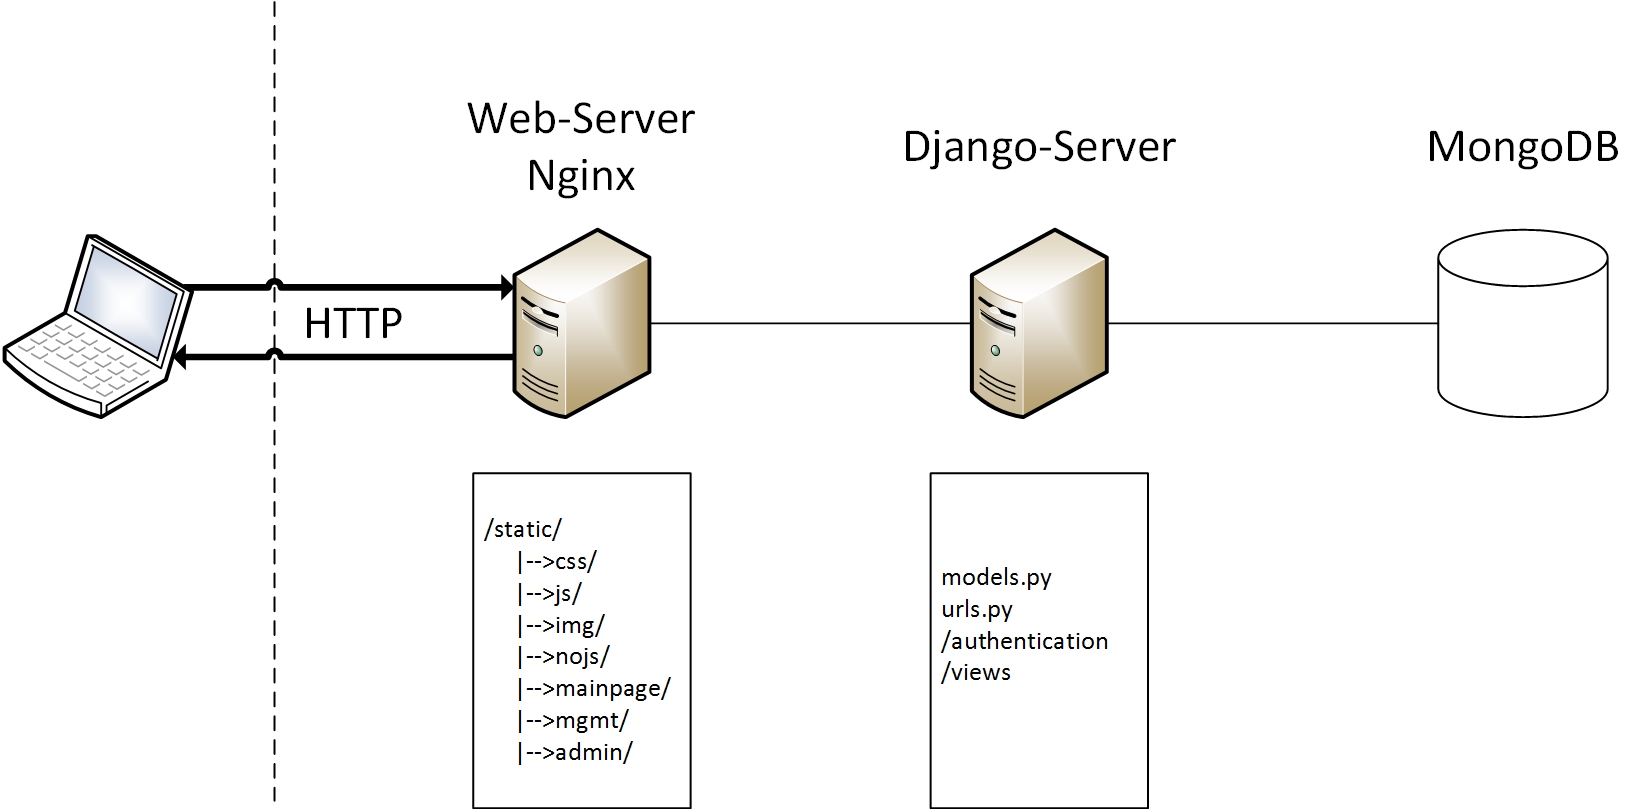 Web-Server
Nginx
Django-Server
MongoDB
HTTP
/static/
|-->css/
|-->js/
|-->img/
|-->nojs/
|-->mainpage/
|-->mgmt/
|-->admin/
models.py
urls.py
/authentication
/views